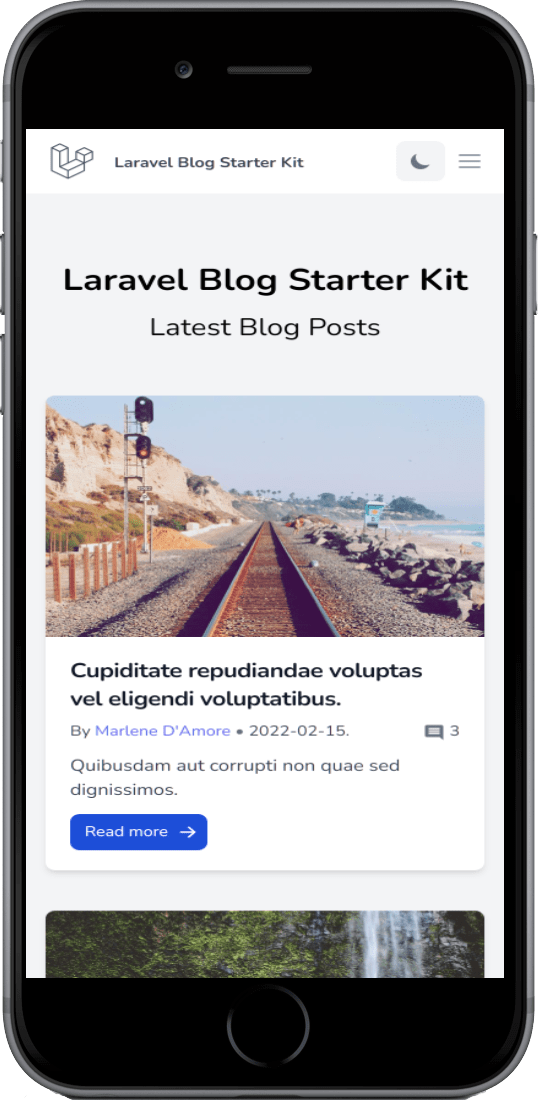 Laravel Blog Starter Kit
Laravel Blog Starter Kit
Latest Blog Posts
Cupiditate repudiandae voluptas
vel eligendi voluptatibus.
By Marlene D'Amore • 2022-02-15.
3
Quibusdam aut corrupti non quae sed
dignissimos.
Read more →